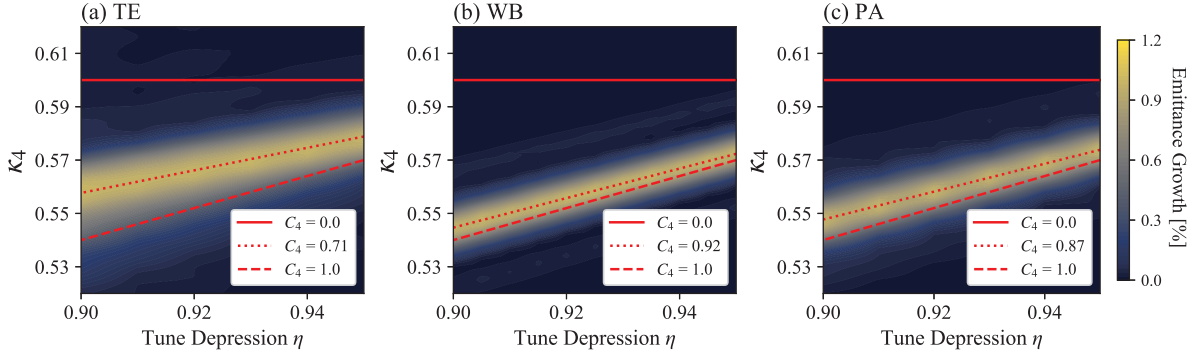 (a) TE
(b) WB
(c) PA
κ4
0.61
0.59
0.57
0.55
0.53
0.90
0.92
0.94
Tune Depression η
C4 = 0.0
C4 = 0.71
C4 = 1.0
κ4
0.61
0.59
0.57
0.55
0.53
0.90
0.92
0.94
Tune Depression η
C4 = 0.0
C4 = 0.92
C4 = 1.0
κ4
0.61
0.59
0.57
0.55
0.53
0.90
0.92
0.94
Tune Depression η
C4 = 0.0
C4 = 0.87
C4 = 1.0
1.2
0.9
0.6
0.3
0.0
Emittance Growth [%]